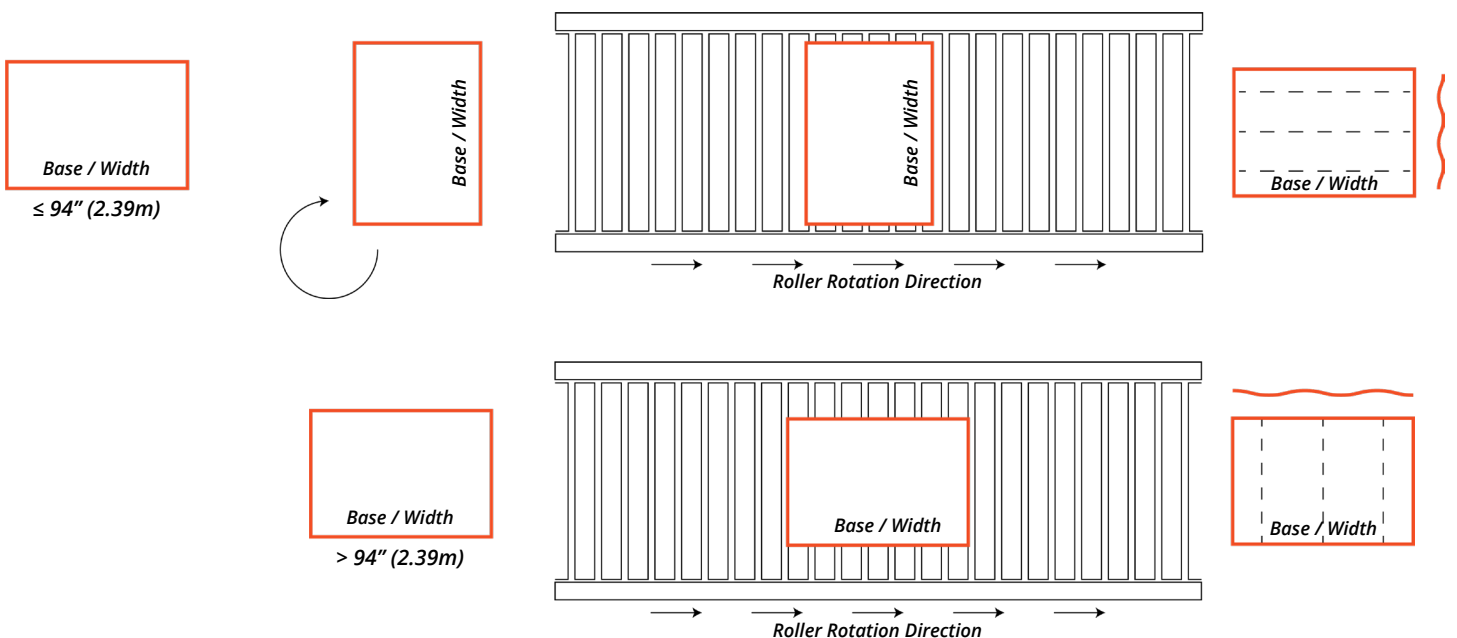 Base / Width
≤ 94” (2.39m)
Base / Width
Base / Width
Roller Rotation Direction
Base / Width
Base / Width
> 94” (2.39m)
Base / Width
Roller Rotation Direction
Base / Width